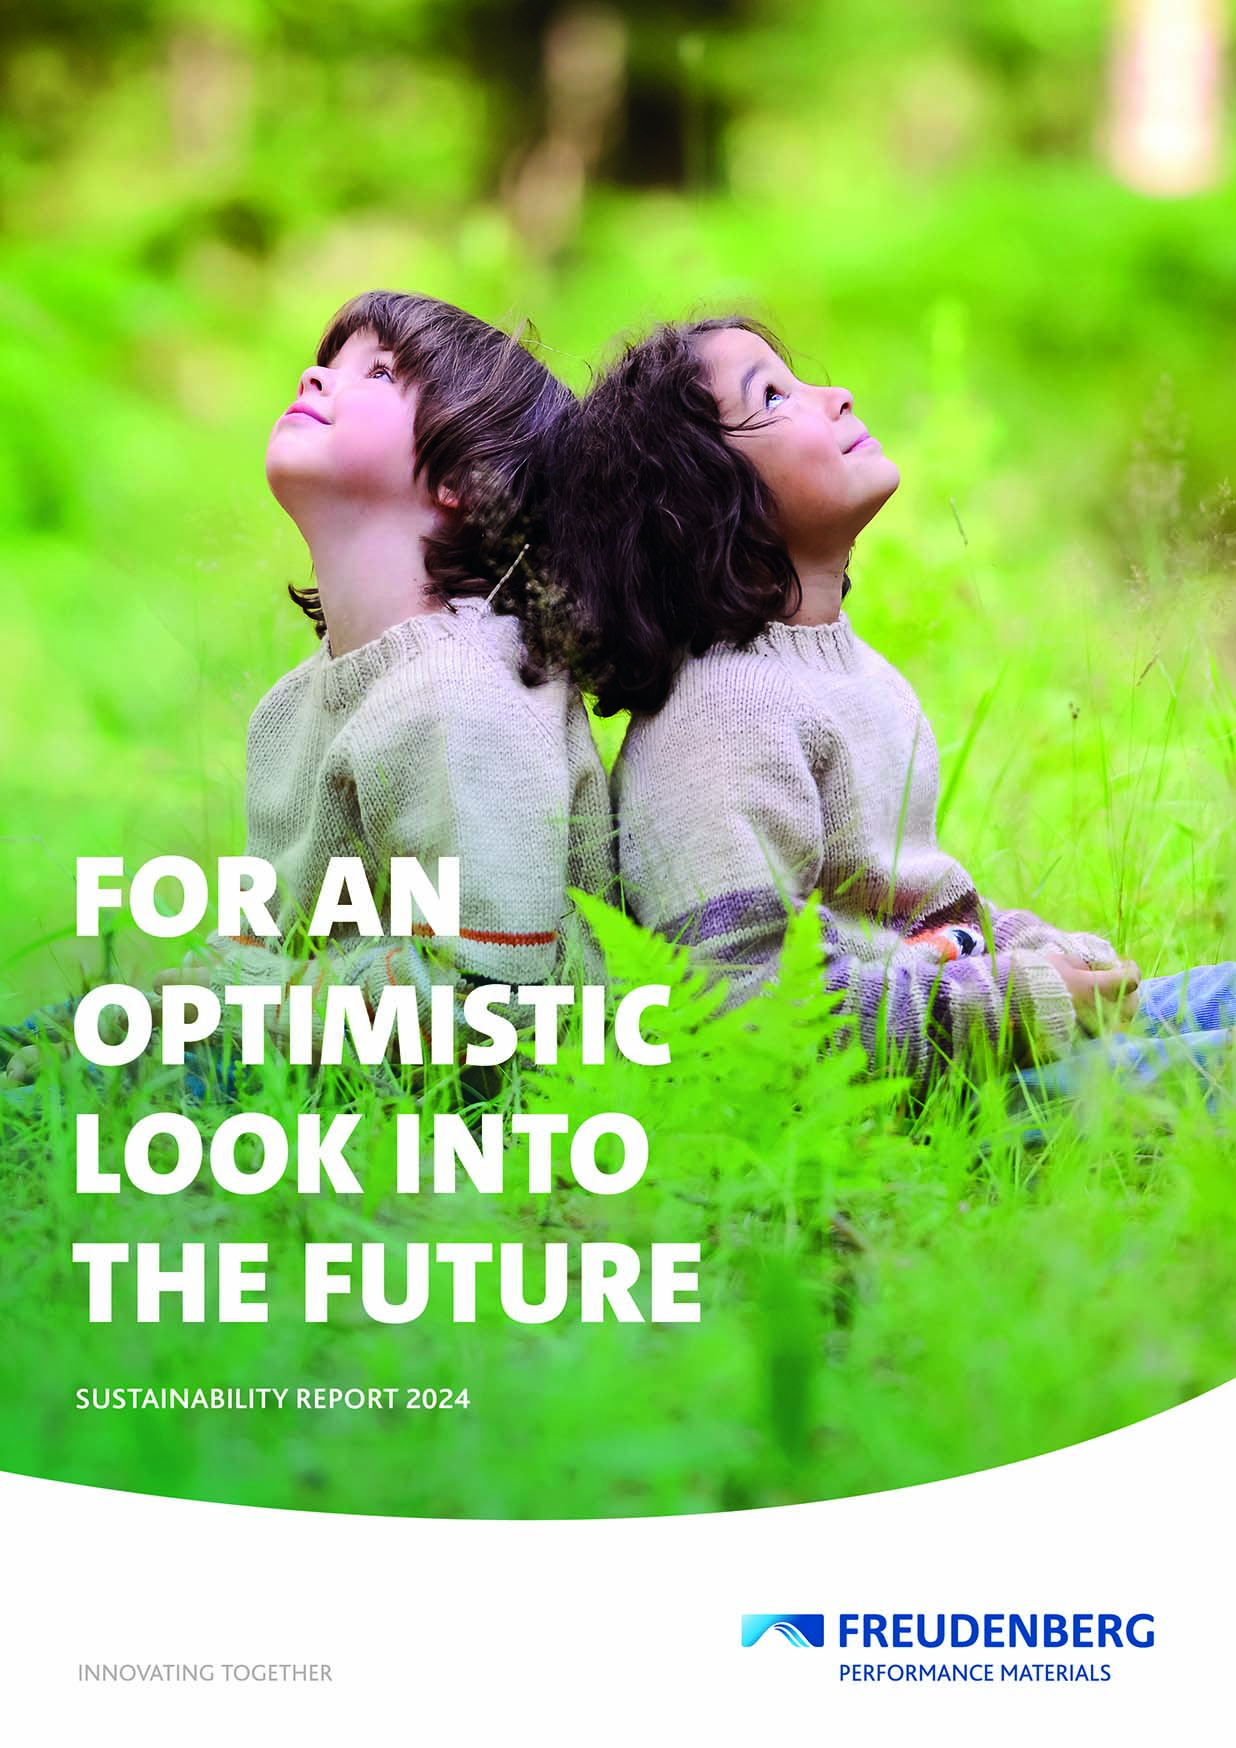 FOR AN
OPTIMISTIC
LOOK INTO
THE FUTURE
SUSTAINABILITY REPORT 2024
INNOVATING TOGETHER
FREUDENBERG
PERFORMANCE MATERIALS